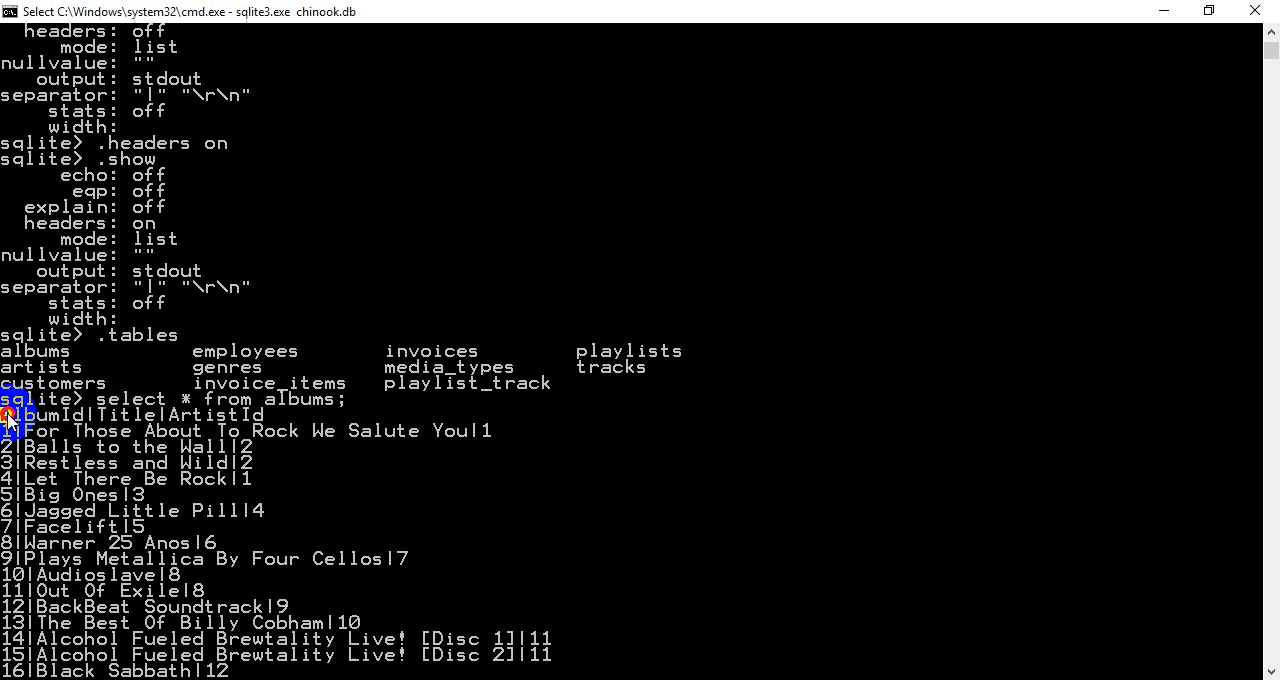 Select C:\Windows\system32\cmd.exe - sqlite3.exe  chinook.db
headers: off
mode: list
nullvalue: ""
output: stdout
separator: "|" "\r\n"
stats: off
width:
sqlite> .headers on
sqlite> .show
echo: off
eqp: off
explain: off
headers: on
mode: list
nullvalue: ""
output: stdout
separator: "|" "\r\n"
stats: off
width:
sqlite> .tables
albums employees invoices playlists
artists genres media_types tracks
customers invoice_items playlist_track
sqlite> select * from albums;
AlbumId|Title|ArtistId
1|For Those About To Rock We Salute You|1
2|Balls to the Wall|2
3|Restless and Wild|2
4|Let There Be Rock|1
5|Big Ones|3
6|Jagged Little Pill|4
7|Facelift|5
8|Warner 25 Anos|6
9|Plays Metallica By Four Cellos|7
10|Audioslave|8
11|Out Of Exile|8
12|BackBeat Soundtrack|9
13|The Best Of Billy Cobham|10
14|Alcohol Fueled Brewtality Live! [Disc 1]|11
15|Alcohol Fueled Brewtality Live! [Disc 2]|11
16|Black Sabbath|12